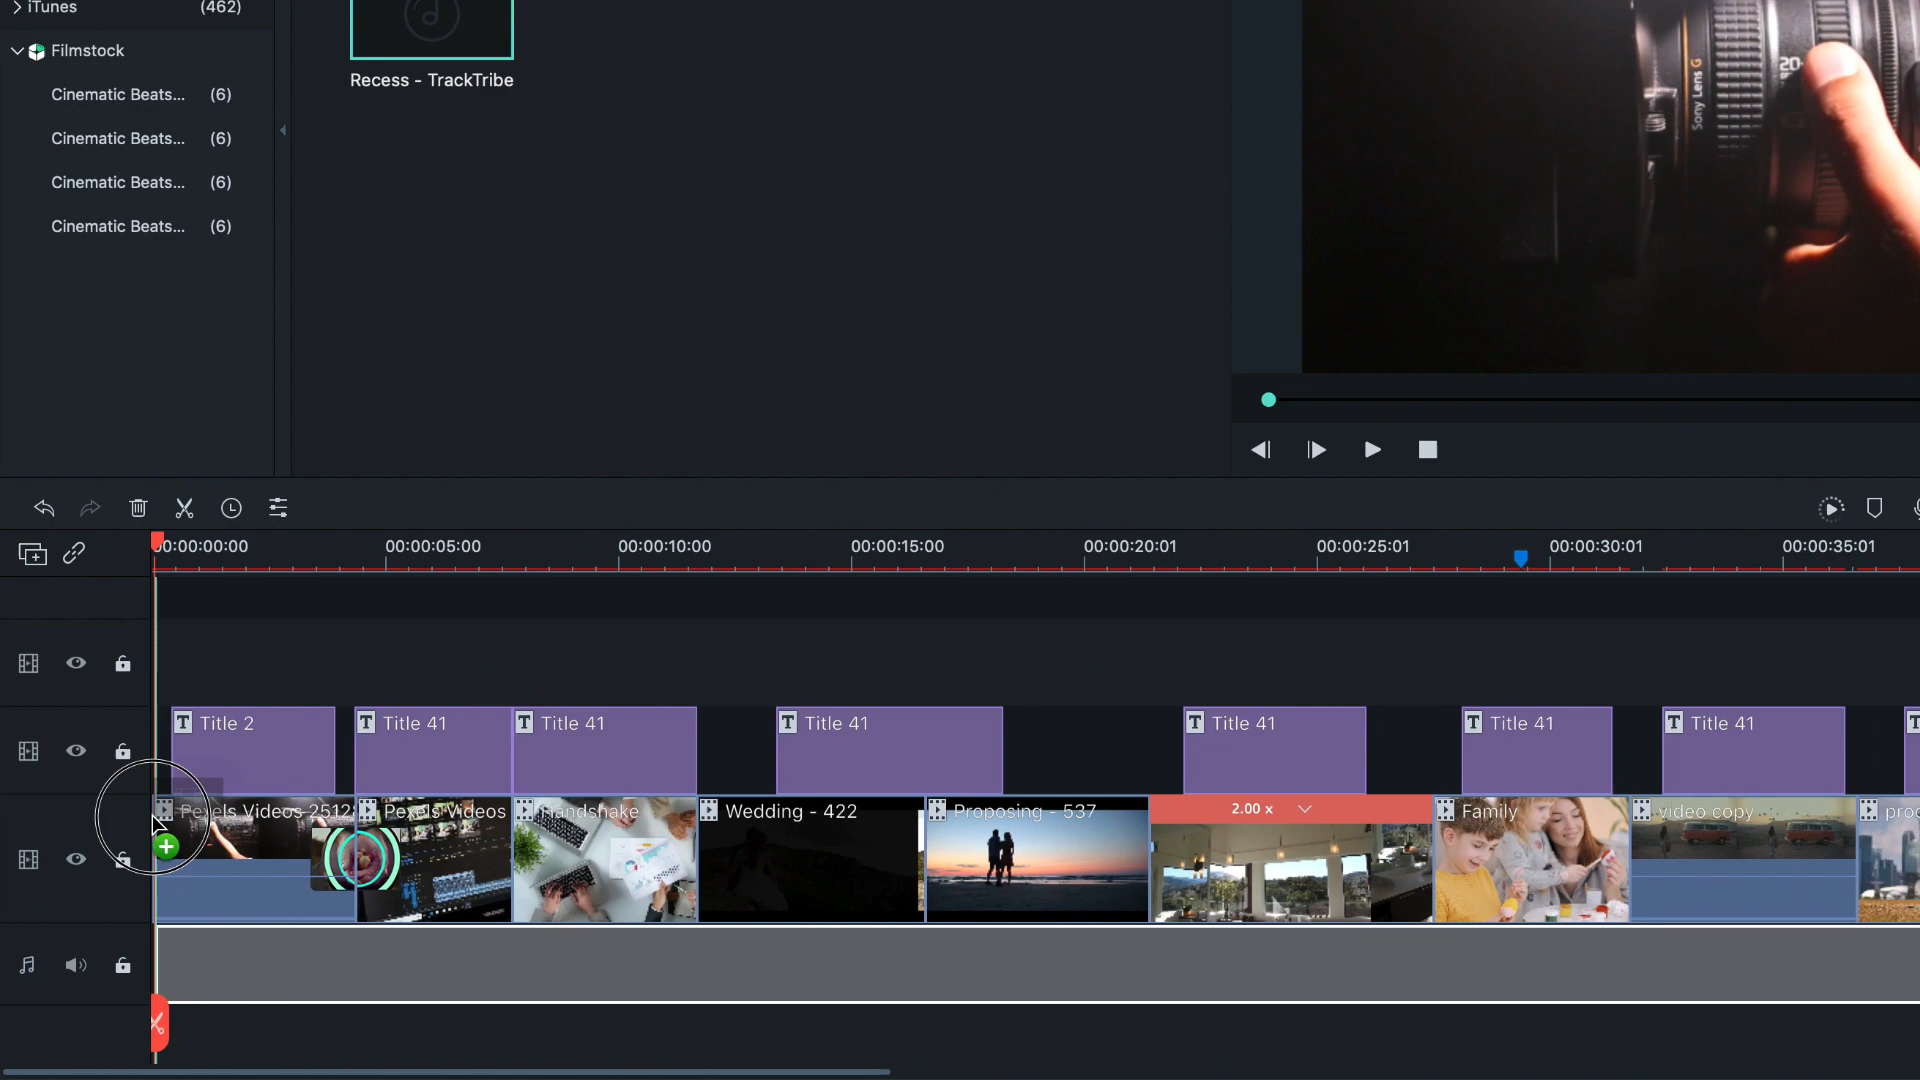 iTunes (462)
Filmstock
Cinematic Beats... (6)
Cinematic Beats... (6)
Cinematic Beats... (6)
Cinematic Beats... (6)
Recess - TrackTribe
Sony Lens G
20
00:00:00:00 00:00:05:00 00:00:10:00 00:00:15:00 00:00:20:01 00:00:25:01 00:00:30:01 00:00:35:01
T Title 2 T Title 41 T Title 41 T Title 41 T Title 41 T Title 41 T Title 41 T
Pexels Videos 2512 Pexels Videos Handshake Wedding - 422 Proposing - 537 2.00 x Family video copy